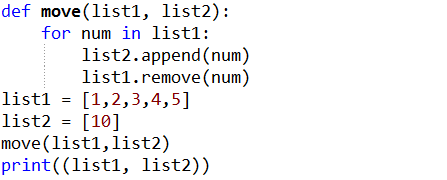 def move(list1, list2):
    for num in list1:
        list2.append(num)
        list1.remove(num)
list1 = [1,2,3,4,5]
list2 = [10]
move(list1,list2)
print((list1, list2))